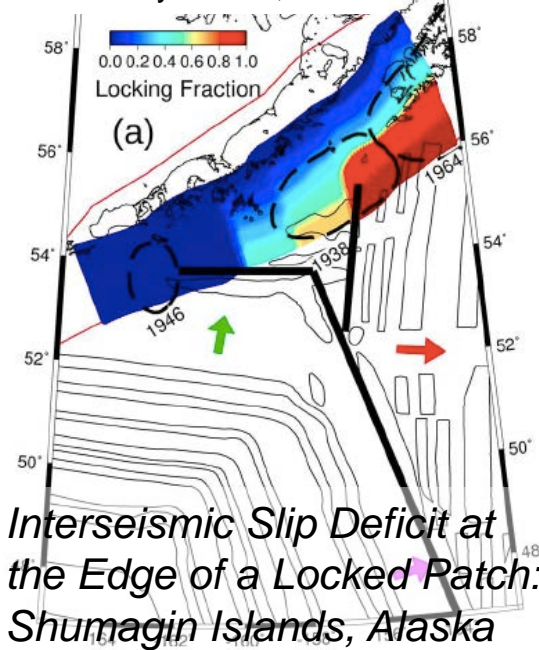 58°
58°
0.0 0.2 0.4 0.6 0.8 1.0
Locking Fraction
(a)
56°
56°
1964
54°
54°
1938
1946
52°
52°
50°
50°
48
Interseismic Slip Deficit at
the Edge of a Locked Patch:
Shumagin Islands, Alaska